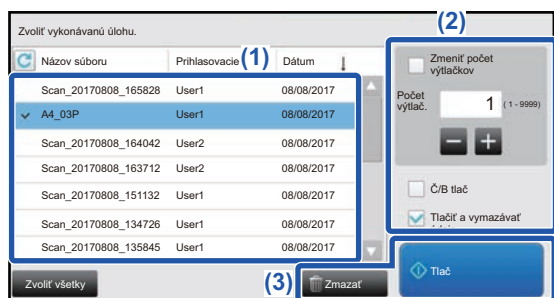 Zvoliť vykonávanú úlohu.
(2)
Názov súboru Prihlasovacie (1) Dátum
Scan_20170808_165828 User1 08/08/2017
A4_03P User1 08/08/2017
Scan_20170808_164042 User2 08/08/2017
Scan_20170808_163712 User2 08/08/2017
Scan_20170808_151132 User1 08/08/2017
Scan_20170808_134726 User1 08/08/2017
Scan_20170808_135845 User1 08/08/2017
Zmeniť počet
výtlačkov
Počet
výtlač.
1 (1 - 9999)
Č/B tlač
Tlačiť a vymazávať
Zvoliť všetky
(3)
Zmazať
Tlač